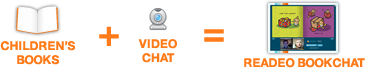 CHILDREN'S
BOOKS
+
VIDEO
CHAT
=
READEO BOOKCHAT